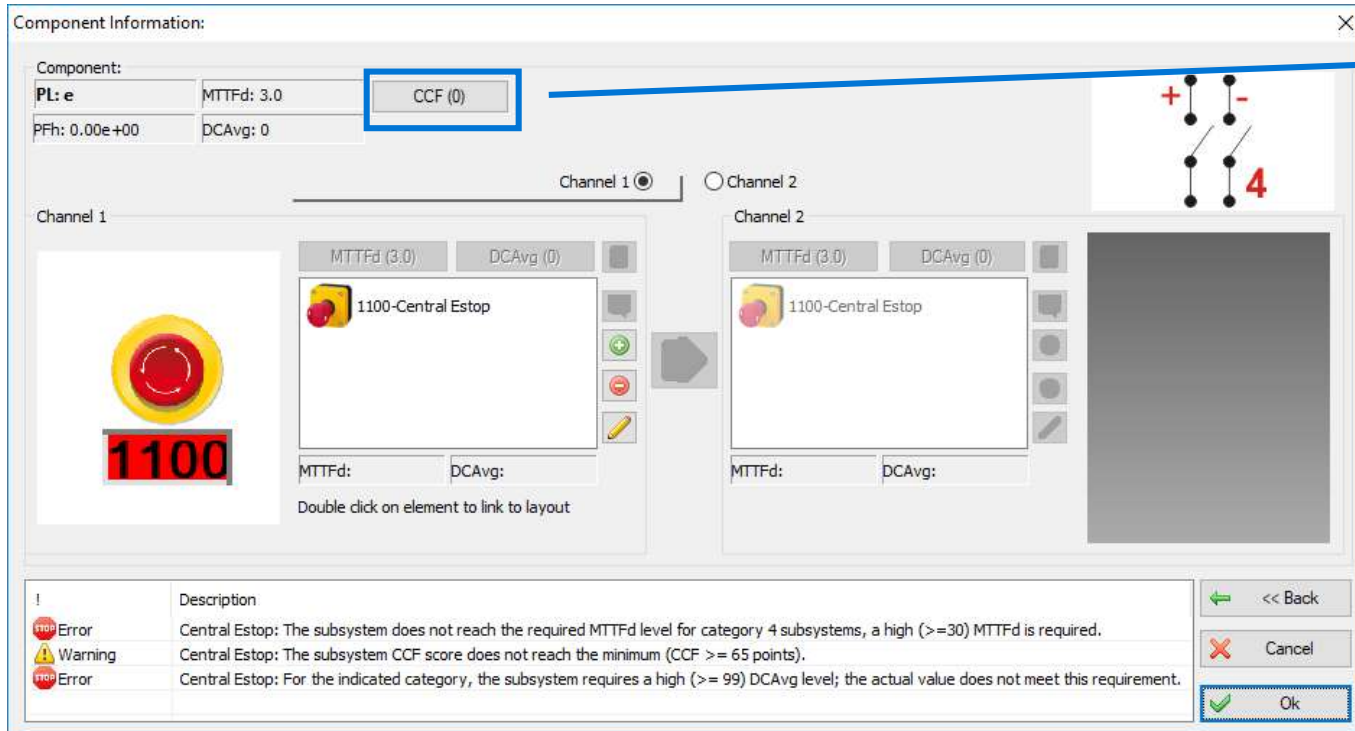 Component Information:
Component:
PL: e MTTFd: 3.0 CCF (0)
PFh: 0.00e+00 DCAvg: 0
+ -
4
Channel 1 Channel 2
Channel 1
MTTFd (3.0) DCAvg (0)
1100-Central Estop
1100
MTTFd: DCAvg:
Double click on element to link to layout
Channel 2
MTTFd (3.0) DCAvg (0)
1100-Central Estop
MTTFd: DCAvg:
! Description
STOP Error Central Estop: The subsystem does not reach the required MTTFd level for category 4 subsystems, a high (>=30) MTTFd is required.
Warning Central Estop: The subsystem CCF score does not reach the minimum (CCF >= 65 points).
STOP Error Central Estop: For the indicated category, the subsystem requires a high (>= 99) DCAvg level; the actual value does not meet this requirement.
<< Back
Cancel
Ok